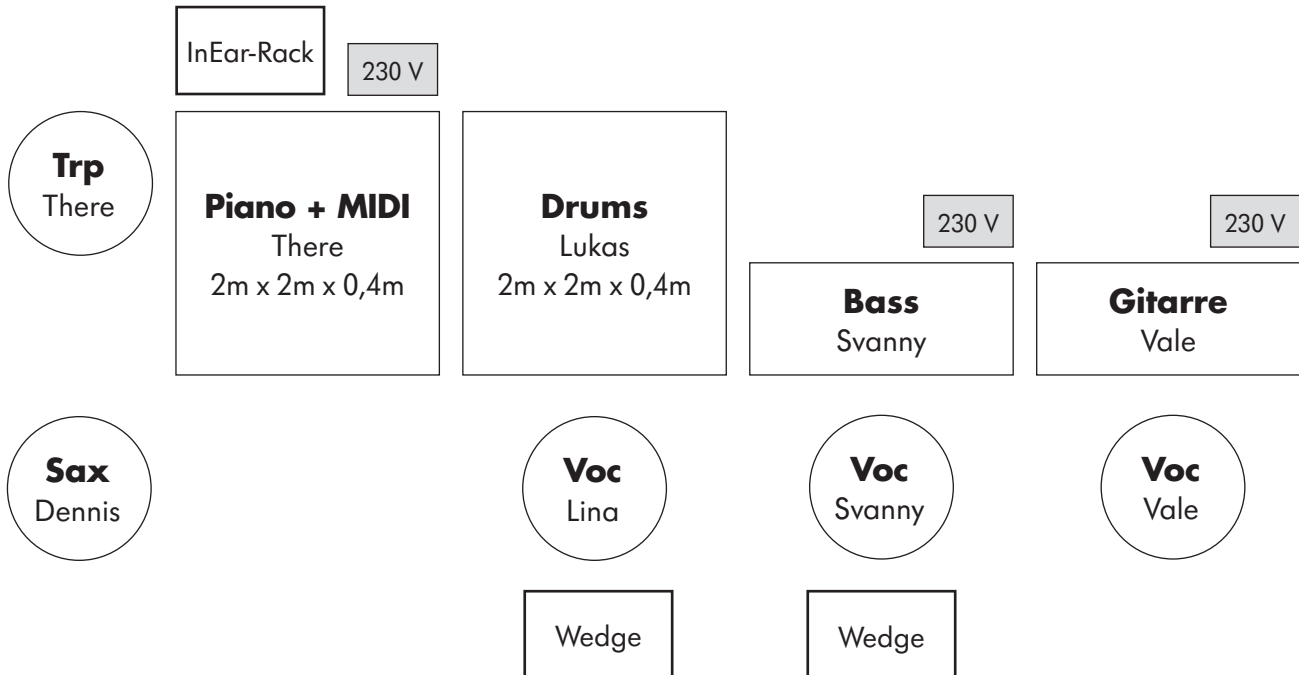 InEar-Rack
230 V
Trp
There
Piano + MIDI
There
2m x 2m x 0,4m
Drums
Lukas
2m x 2m x 0,4m
230 V
230 V
Bass
Svanny
Gitarre
Vale
Sax
Dennis
Voc
Lina
Voc
Svanny
Voc
Vale
Wedge
Wedge